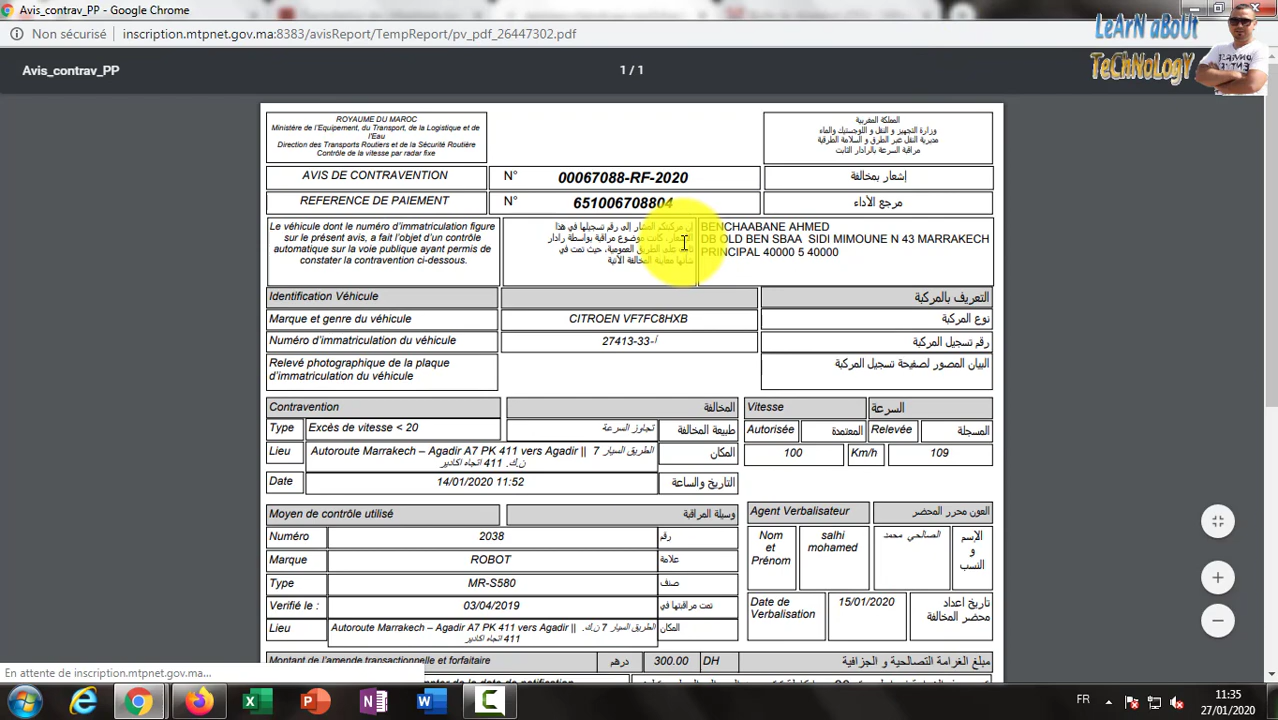 Avis_contrav_PP - Google Chrome
Non sécurisé
inscription.mtpnet.gov.ma:8383/avisReport/TempReport/pv_pdf_26447302.pdf
LeArN aBoUt
TeChNoLogY
Avis_contrav_PP
1 / 1
ROYAUME DU MAROC
Ministère de l'Equipement, du Transport, de la Logistique et de
l'Eau
Direction des Transports Routiers et de la Sécurité Routière
Contrôle de la vitesse par radar fixe
المملكة المغربية
وزارة التجهيز و النقل و اللوجستيك والماء
مديرية النقل عبر الطرق و السلامة الطرقية
مراقبة السرعة بالرادار الثابت
AVIS DE CONTRAVENTION
N°
00067088-RF-2020
إشعار بمخالفة
REFERENCE DE PAIEMENT
N°
651006708804
مرجع الأداء
Le véhicule dont le numéro d'immatriculation figure
sur le présent avis, a fait l'objet d'un contrôle
automatique sur la voie publique ayant permis de
constater la contravention ci-dessous.
إن مركبتكم المشار إلى رقم تسجيلها في هذا
الإشعار، كانت موضوع مراقبة بواسطة رادار
ثابت على الطريق العمومية، حيث تمت في
شأنها معاينة المخالفة الآتية
BENCHAABANE AHMED
DB OLD BEN SBAA SIDI MIMOUNE N 43 MARRAKECH
PRINCIPAL 40000 5 40000
Identification Véhicule
التعريف بالمركبة
Marque et genre du véhicule
CITROEN VF7FC8HXB
نوع المركبة
Numéro d'immatriculation du véhicule
27413-33-أ
رقم تسجيل المركبة
Relevé photographique de la plaque
d'immatriculation du véhicule
البيان المصور لصفيحة تسجيل المركبة
Contravention
المخالفة
Vitesse
السرعة
Type
Excès de vitesse < 20
تجاوز السرعة
طبيعة المخالفة
Autorisée
المعتمدة
Relevée
المسجلة
Lieu
Autoroute Marrakech – Agadir A7 PK 411 vers Agadir || الطريق السيار 7
ن.ك. 411 اتجاه اكادير
المكان
100
Km/h
109
Date
14/01/2020 11:52
التاريخ والساعة
Moyen de contrôle utilisé
وسيلة المراقبة
Agent Verbalisateur
العون محرر المحضر
Numéro
2038
رقم
Nom
et
Prénom
salhi
mohamed
الصالحي محمد
الإسم
و
النسب
Marque
ROBOT
علامة
Type
MR-S580
صنف
Verifié le :
03/04/2019
تمت مراقبتها في
Date de
Verbalisation
15/01/2020
تاريخ اعداد
محضر المخالفة
Lieu
Autoroute Marrakech – Agadir A7 PK 411 vers Agadir || الطريق السيار 7 ن.ك.
411 اتجاه اكادير
المكان
Montant de l'amende transactionnelle et forfaitaire
درهم
300.00
DH
مبلغ الغرامة التصالحية و الجزافية
En attente de inscription.mtpnet.gov.ma...
FR
11:35
27/01/2020